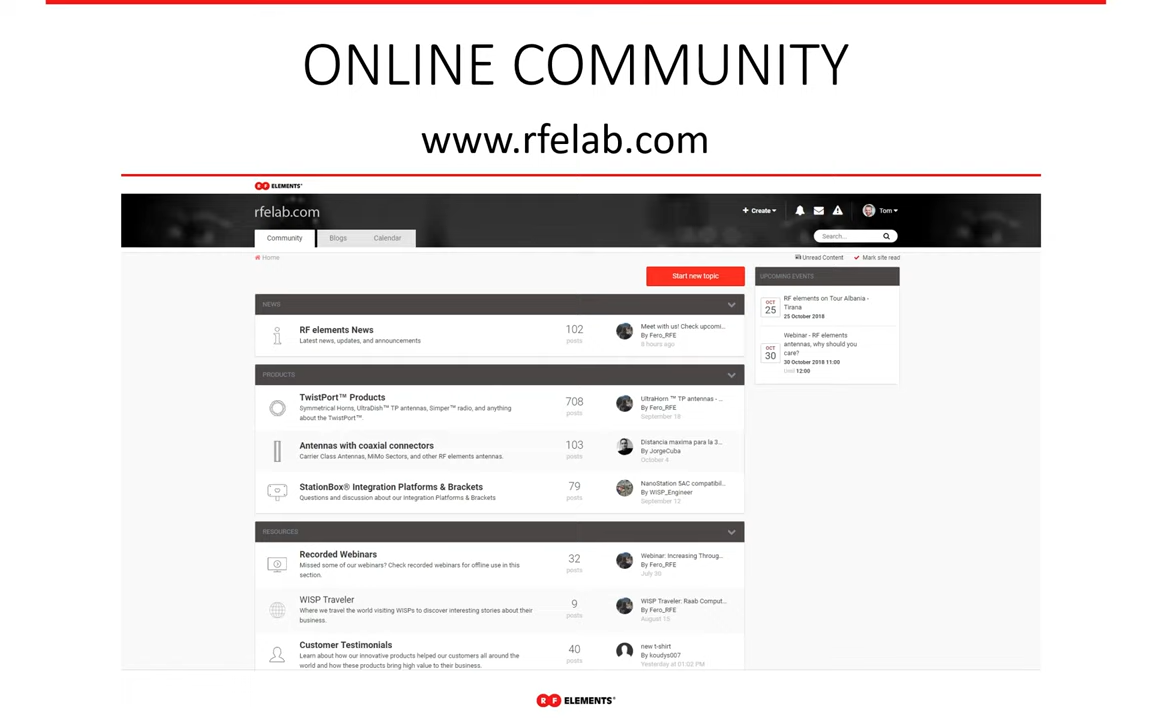 ONLINE COMMUNITY
www.rfelab.com
RF ELEMENTS®
rfelab.com
+ Create
Tom
Community
Blogs
Calendar
Search...
Home
Unread Content
Mark site read
Start new topic
UPCOMING EVENTS
OCT
25
RF elements on Tour Albania -
Tirana
25 October 2018
OCT
30
Webinar - RF elements
antennas, why should you
care?
30 October 2018 11:00
Until 12:00
NEWS
RF elements News
Latest news, updates, and announcements
102
posts
Meet with us! Check upcomi...
By Fero_RFE
8 hours ago
PRODUCTS
TwistPort™ Products
Symmetrical Horns, UltraDish™ TP antennas, Simper™ radio, and anything
about the TwistPort™.
708
posts
UltraHorn ™ TP antennas - ...
By Fero_RFE
September 18
Antennas with coaxial connectors
Carrier Class Antennas, MiMo Sectors, and other RF elements antennas.
103
posts
Distancia maxima para la 3...
By JorgeCuba
October 4
StationBox® Integration Platforms & Brackets
Questions and discussion about our Integration Platforms & Brackets
79
posts
NanoStation 5AC compatibil...
By WISP_Engineer
September 12
RESOURCES
Recorded Webinars
Missed some of our webinars? Check recorded webinars for offline use in this
section.
32
posts
Webinar: Increasing Throug...
By Fero_RFE
July 30
WISP Traveler
Where we travel the world visiting WISPs to discover interesting stories about their
business.
9
posts
WISP Traveler: Raab Comput...
By Fero_RFE
August 15
Customer Testimonials
Learn about how our innovative products helped our customers all around the
world and how these products bring high value to their business.
40
posts
new t-shirt
By koudys007
Yesterday at 01:02 PM
RF ELEMENTS®